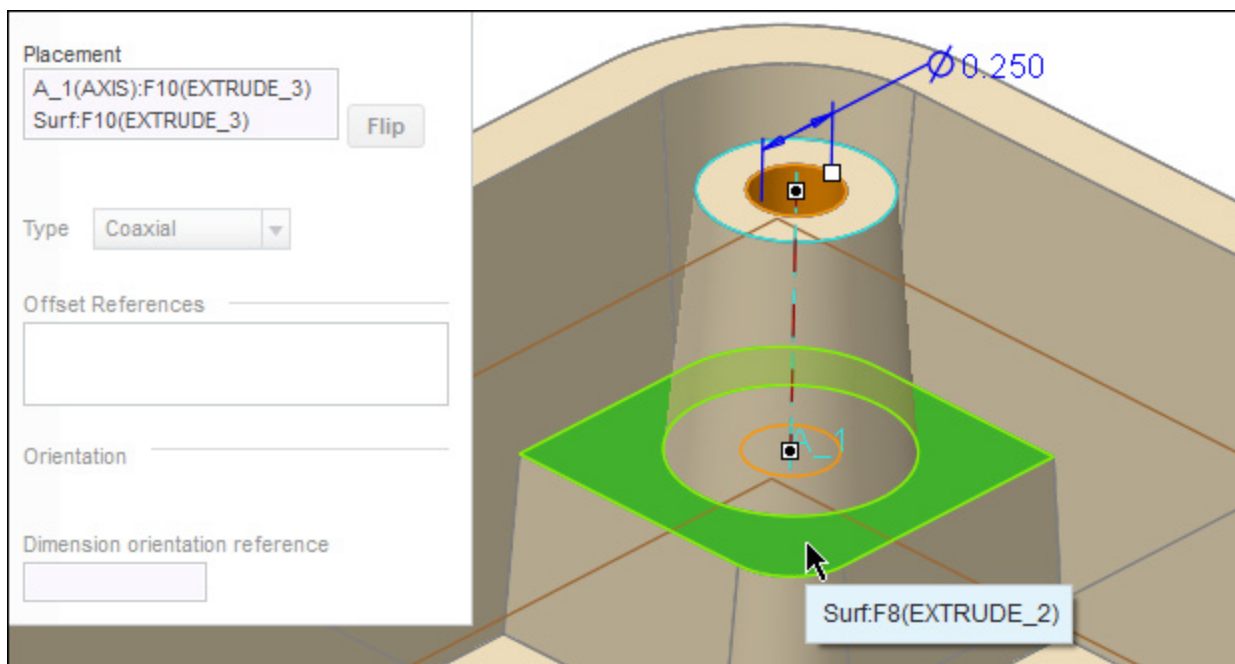 Placement
A_1(AXIS):F10(EXTRUDE_3)
Surf:F10(EXTRUDE_3)
Flip
Type
Coaxial
Offset References
Orientation
Dimension orientation reference
Ø 0.250
A_1
Surf:F8(EXTRUDE_2)